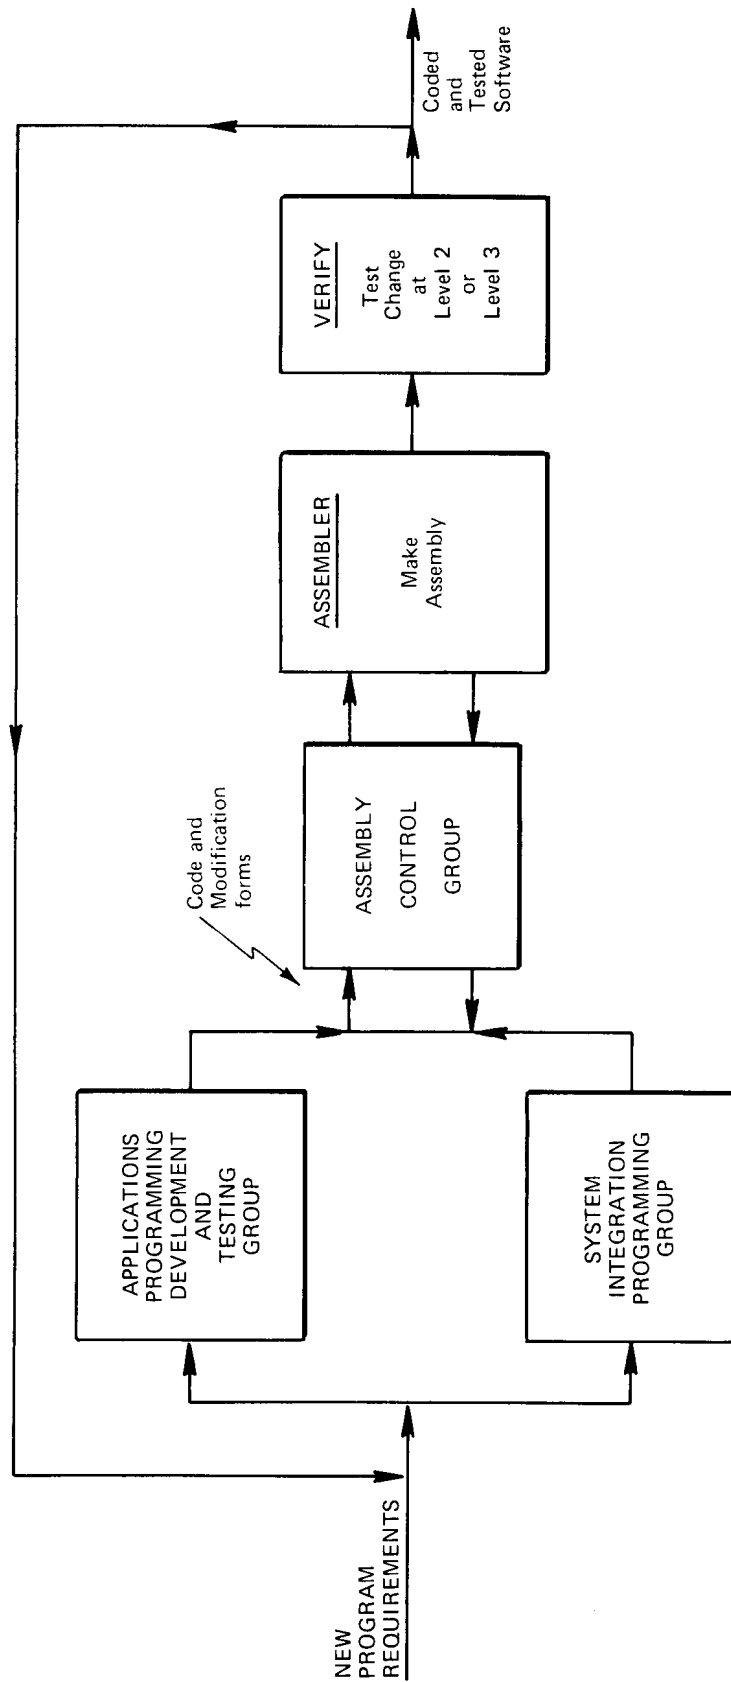 NEW
PROGRAM
REQUIREMENTS
APPLICATIONS
PROGRAMMING
DEVELOPMENT
AND
TESTING
GROUP
SYSTEM
INTEGRATION
PROGRAMMING
GROUP
Code and
Modification
forms
ASSEMBLY
CONTROL
GROUP
ASSEMBLER
Make
Assembly
VERIFY
Test
Change
at
Level 2
or
Level 3
Coded
and
Tested
Software